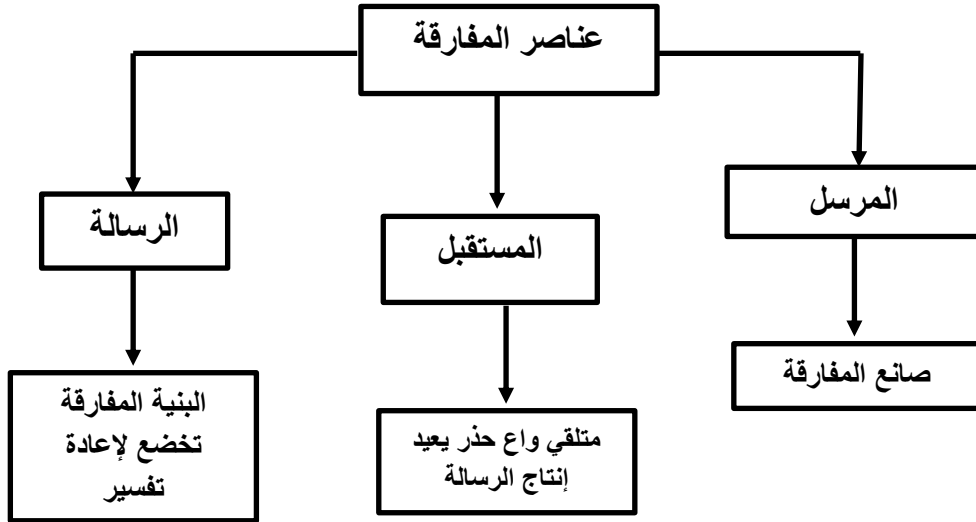 عناصر المفارقة
المرسل
المستقبل
الرسالة
صانع المفارقة
متلقي واع حذر يعيد
إنتاج الرسالة
البنية المفارقة
تخضع لإعادة
تفسير